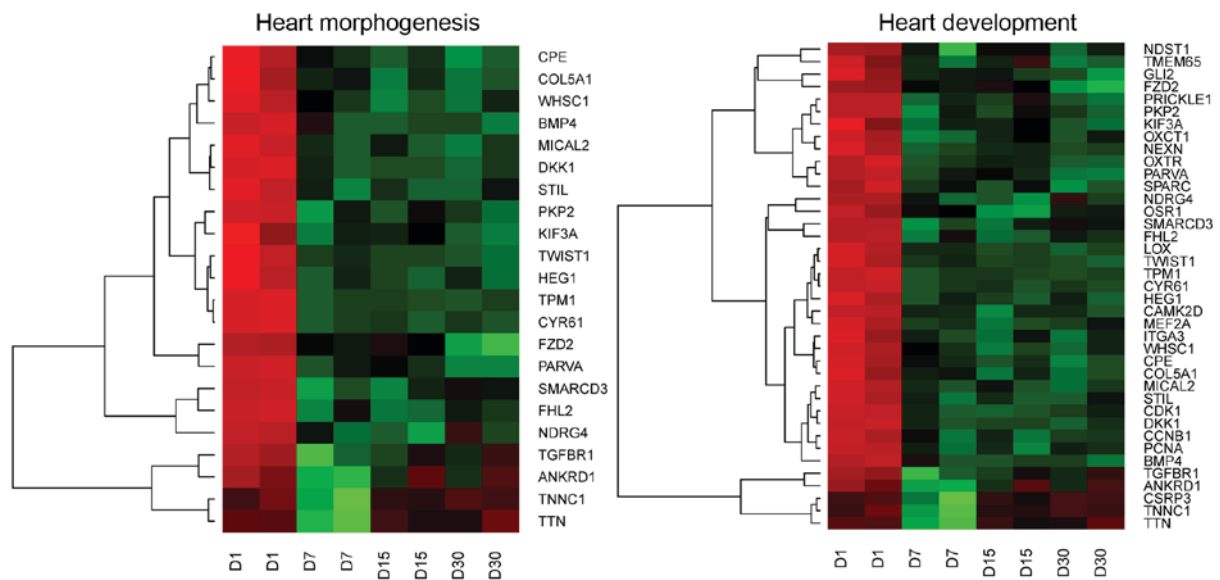 Heart morphogenesis
CPE
COL5A1
WHSC1
BMP4
MICAL2
DKK1
STIL
PKP2
KIF3A
TWIST1
HEG1
TPM1
CYR61
FZD2
PARVA
SMARCD3
FHL2
NDRG4
TGFBR1
ANKRD1
TNNC1
TTN
D1 D1 D7 D7 D15 D15 D30 D30
Heart development
NDST1
TMEM65
GLI2
FZD2
PRICKLE1
PKP2
KIF3A
OXCT1
NEXN
OXTR
PARVA
SPARC
NDRG4
OSR1
SMARCD3
FHL2
LOX
TWIST1
TPM1
CYR61
HEG1
CAMK2D
MEF2A
ITGA3
WHSC1
CPE
COL5A1
MICAL2
STIL
CDK1
DKK1
CCNB1
PCNA
BMP4
TGFBR1
ANKRD1
CSRP3
TNNC1
TTN
D1 D1 D7 D7 D15 D15 D30 D30